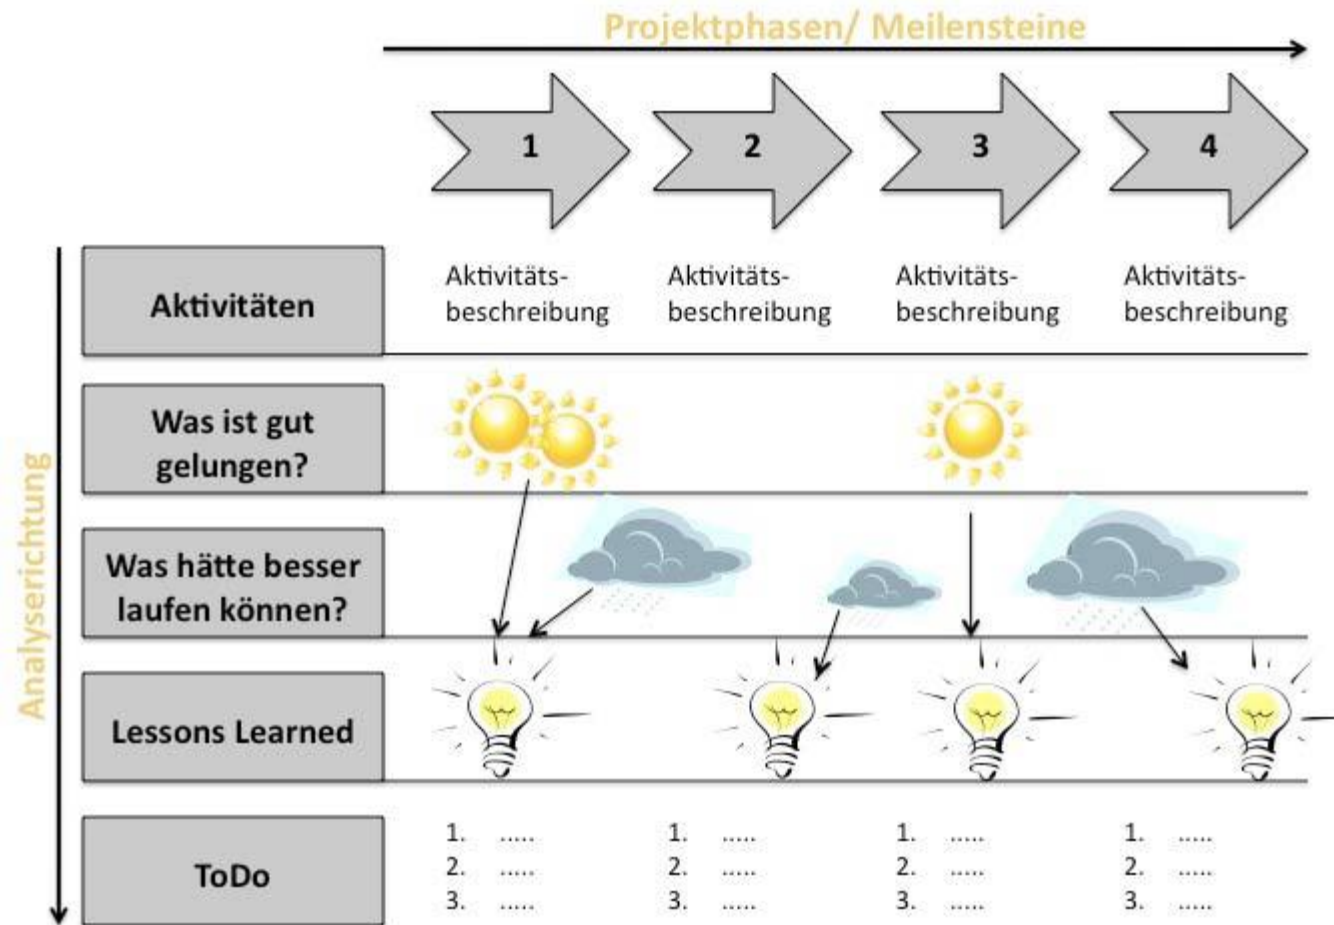 Projektphasen/ Meilensteine
1
2
3
4
Analyserichtung
Aktivitäten
Aktivitäts-
beschreibung
Aktivitäts-
beschreibung
Aktivitäts-
beschreibung
Aktivitäts-
beschreibung
Was ist gut
gelungen?
Was hätte besser
laufen können?
Lessons Learned
ToDo
1. .....
2. .....
3. .....
1. .....
2. .....
3. .....
1. .....
2. .....
3. .....
1. .....
2. .....
3. .....